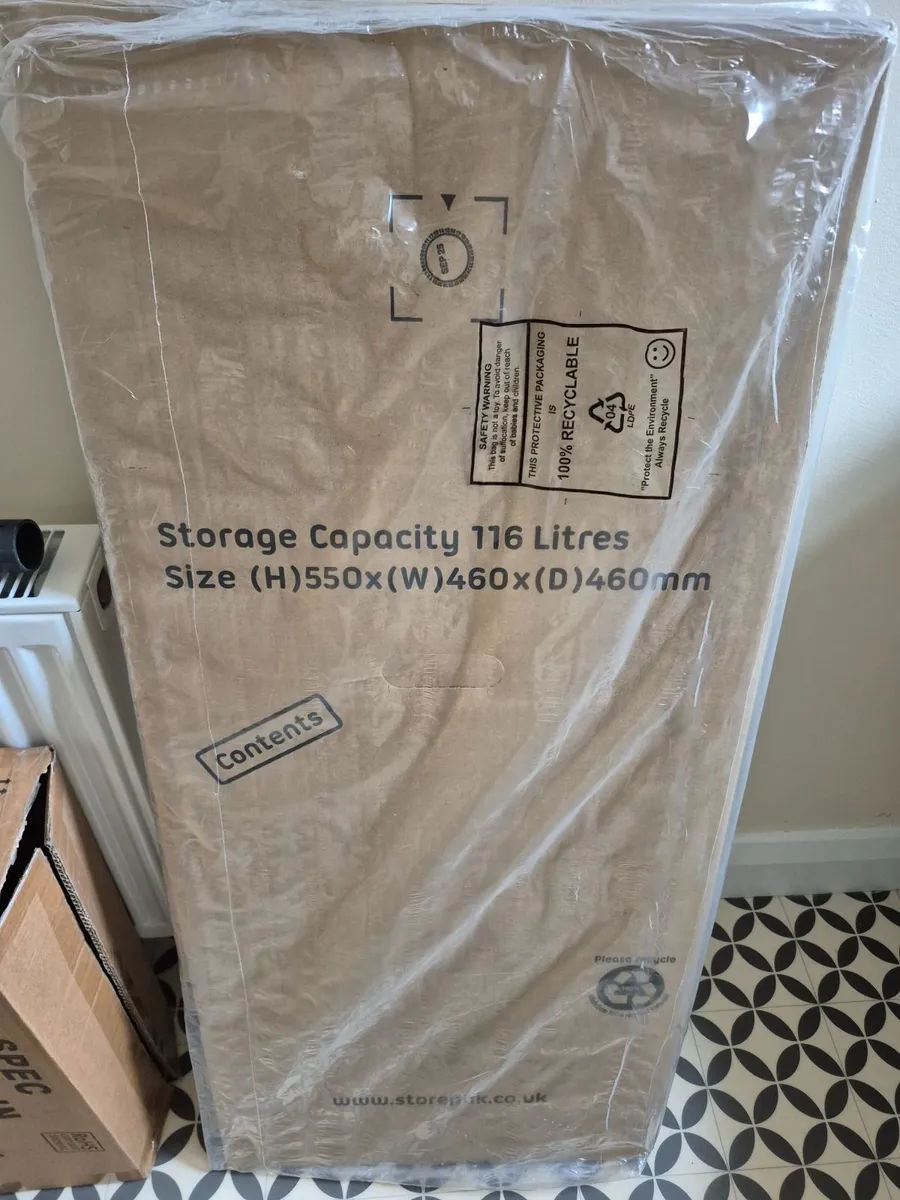 SEP 25
SAFETY WARNING
This bag is not a toy. To avoid danger
of suffocation, keep out of reach
of babies and children.
THIS PROTECTIVE PACKAGING
IS
100% RECYCLABLE
04
LDPE
"Protect the Environment"
Always Recycle
Storage Capacity 116 Litres
Size (H)550x(W)460x(D)460mm
Contents
Please recycle
www.storepak.co.uk
SPEC
RoHS